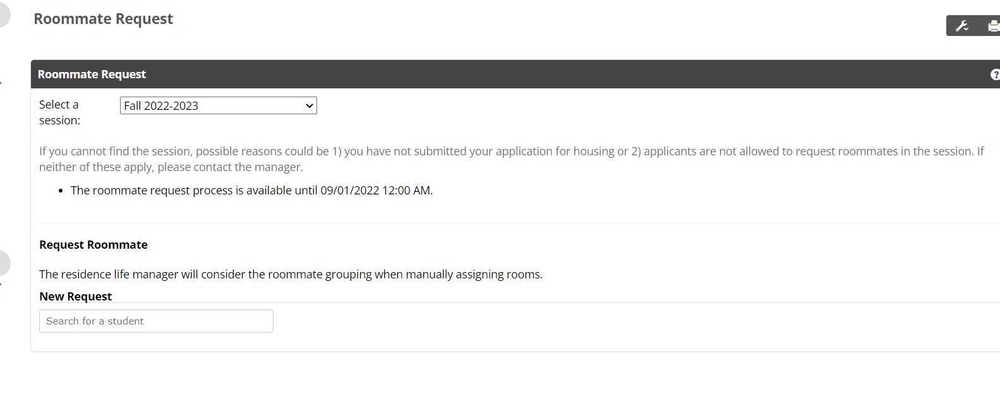 Roommate Request
Roommate Request
?
Select a
session:
Fall 2022-2023
If you cannot find the session, possible reasons could be 1) you have not submitted your application for housing or 2) applicants are not allowed to request roommates in the session. If
neither of these apply, please contact the manager.
• The roommate request process is available until 09/01/2022 12:00 AM.
Request Roommate
The residence life manager will consider the roommate grouping when manually assigning rooms.
New Request
Search for a student